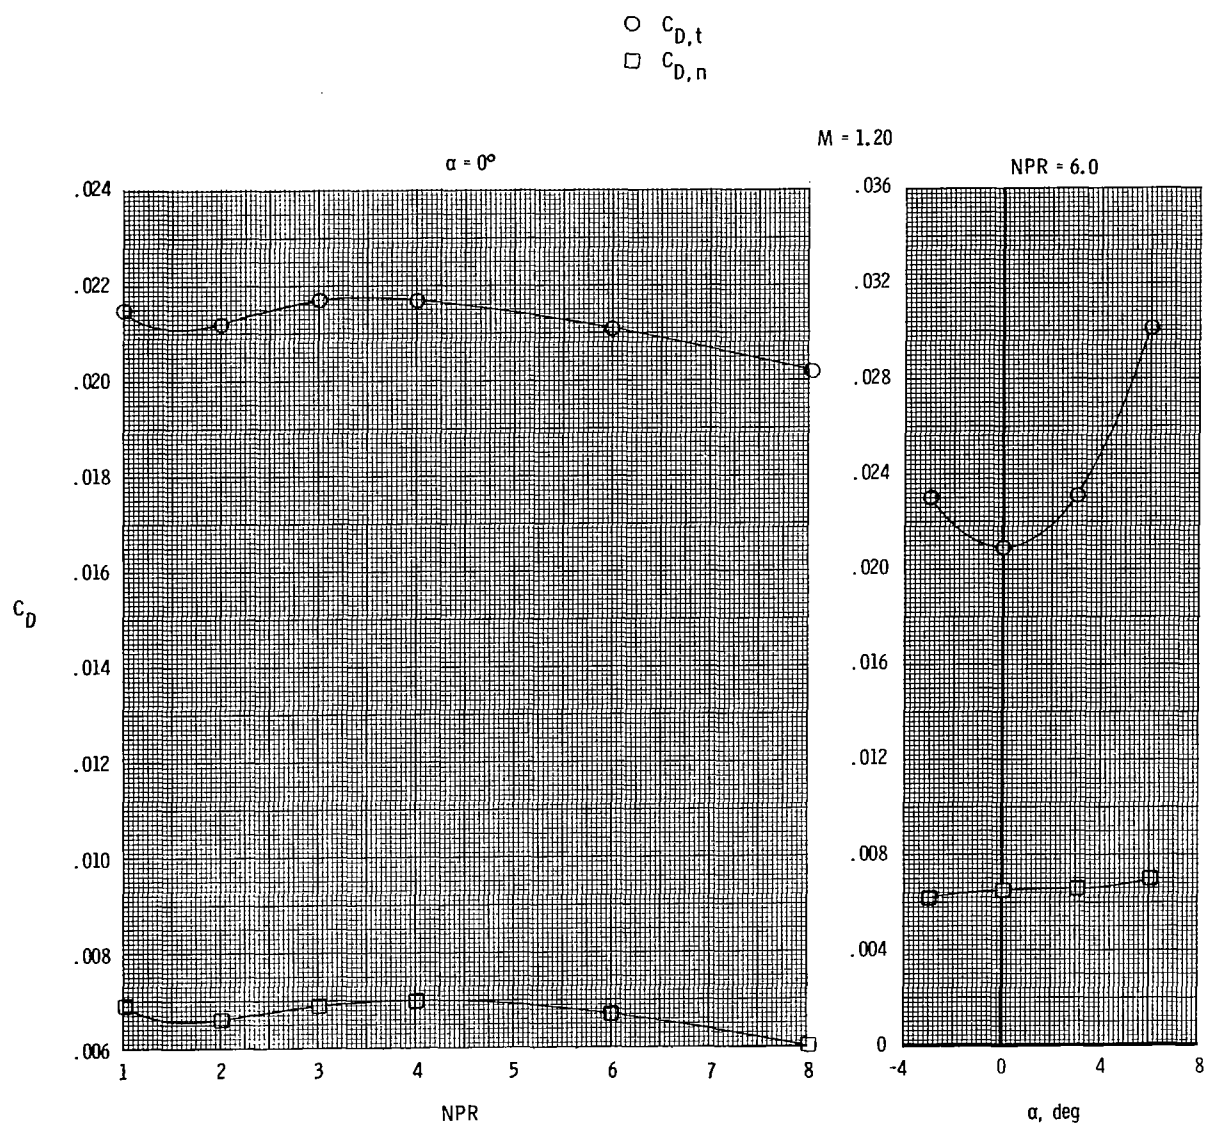 C_D,t
C_D,n
M = 1.20
α = 0°
NPR = 6.0
.024
.022
.020
.018
.016
.014
.012
.010
.008
.006
C_D
1 2 3 4 5 6 7 8
NPR
.036
.032
.028
.024
.020
.016
.012
.008
.004
0
-4 0 4 8
α, deg